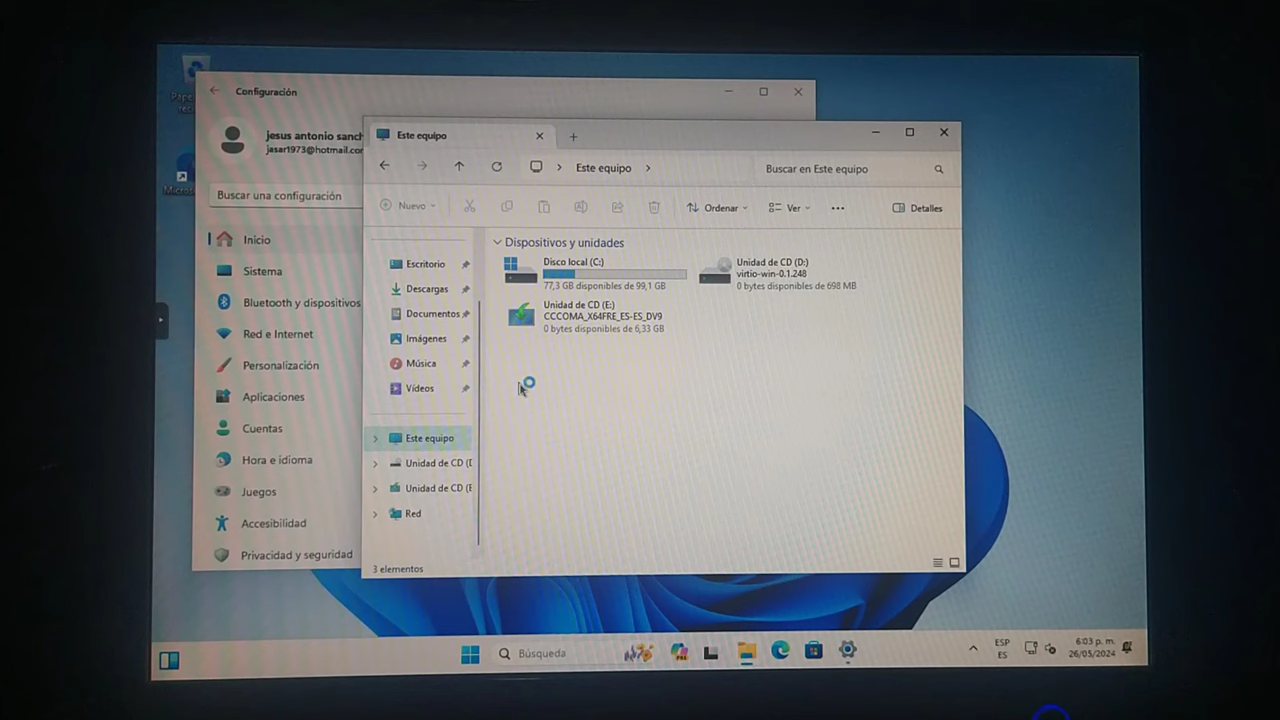 Configuración
jesus antonio sanch
jasar1973@hotmail.cor
Buscar una configuración
Inicio
Sistema
Bluetooth y dispositivos
Red e Internet
Personalización
Aplicaciones
Cuentas
Hora e idioma
Juegos
Accesibilidad
Privacidad y seguridad
Este equipo
Este equipo
Buscar en Este equipo
Nuevo
Ordenar
Ver
Detalles
Escritorio
Descargas
Documentos
Imágenes
Música
Vídeos
Este equipo
Unidad de CD (D
Unidad de CD (E
Red
Dispositivos y unidades
Disco local (C:)
77,3 GB disponibles de 99,1 GB
Unidad de CD (D:)
virtio-win-0.1.248
0 bytes disponibles de 698 MB
Unidad de CD (E:)
CCCOMA_X64FRE_ES-ES_DV9
0 bytes disponibles de 6,33 GB
3 elementos
Búsqueda
ESP
ES
6:03 p. m.
26/05/2024